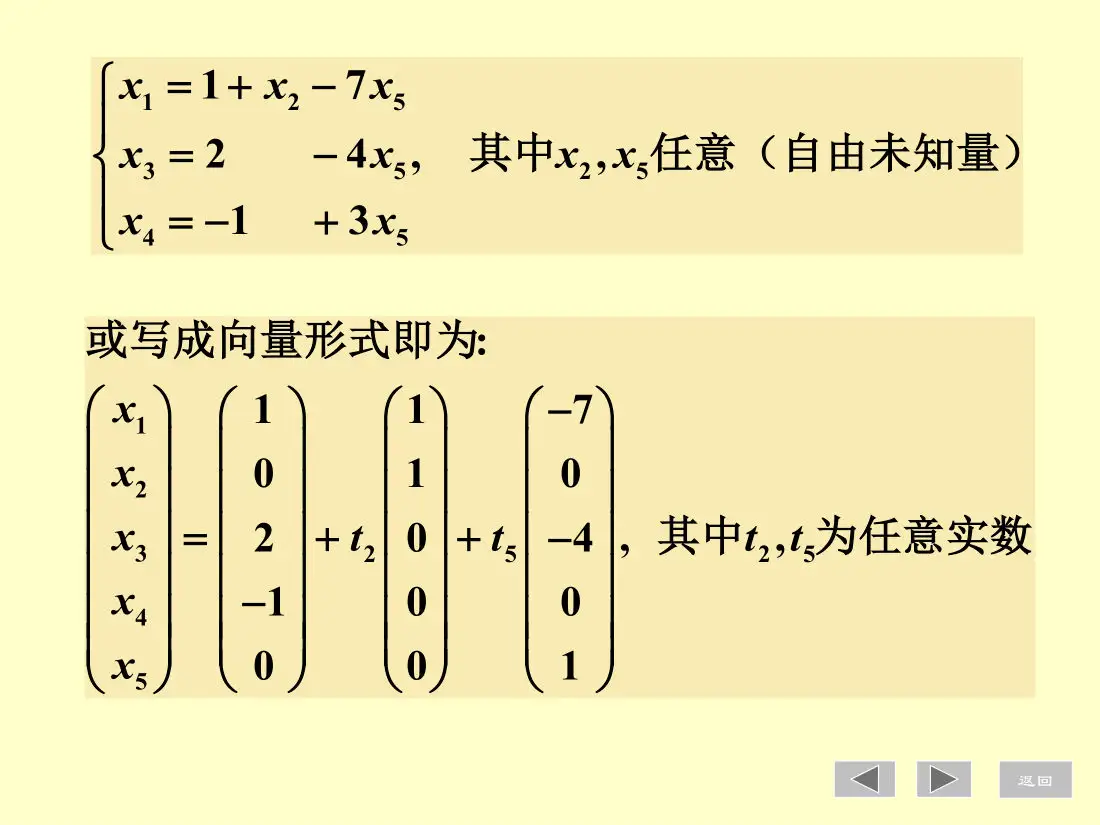 x1 = 1 + x2 − 7x5
x3 = 2 − 4x5, 其中x2, x5任意（自由未知量）
x4 = −1 + 3x5
或写成向量形式即为:
(x1 x2 x3 x4 x5) = (1 0 2 −1 0) + t2 (1 1 0 0 0) + t5 (−7 0 −4 0 1), 其中t2, t5为任意实数
返回